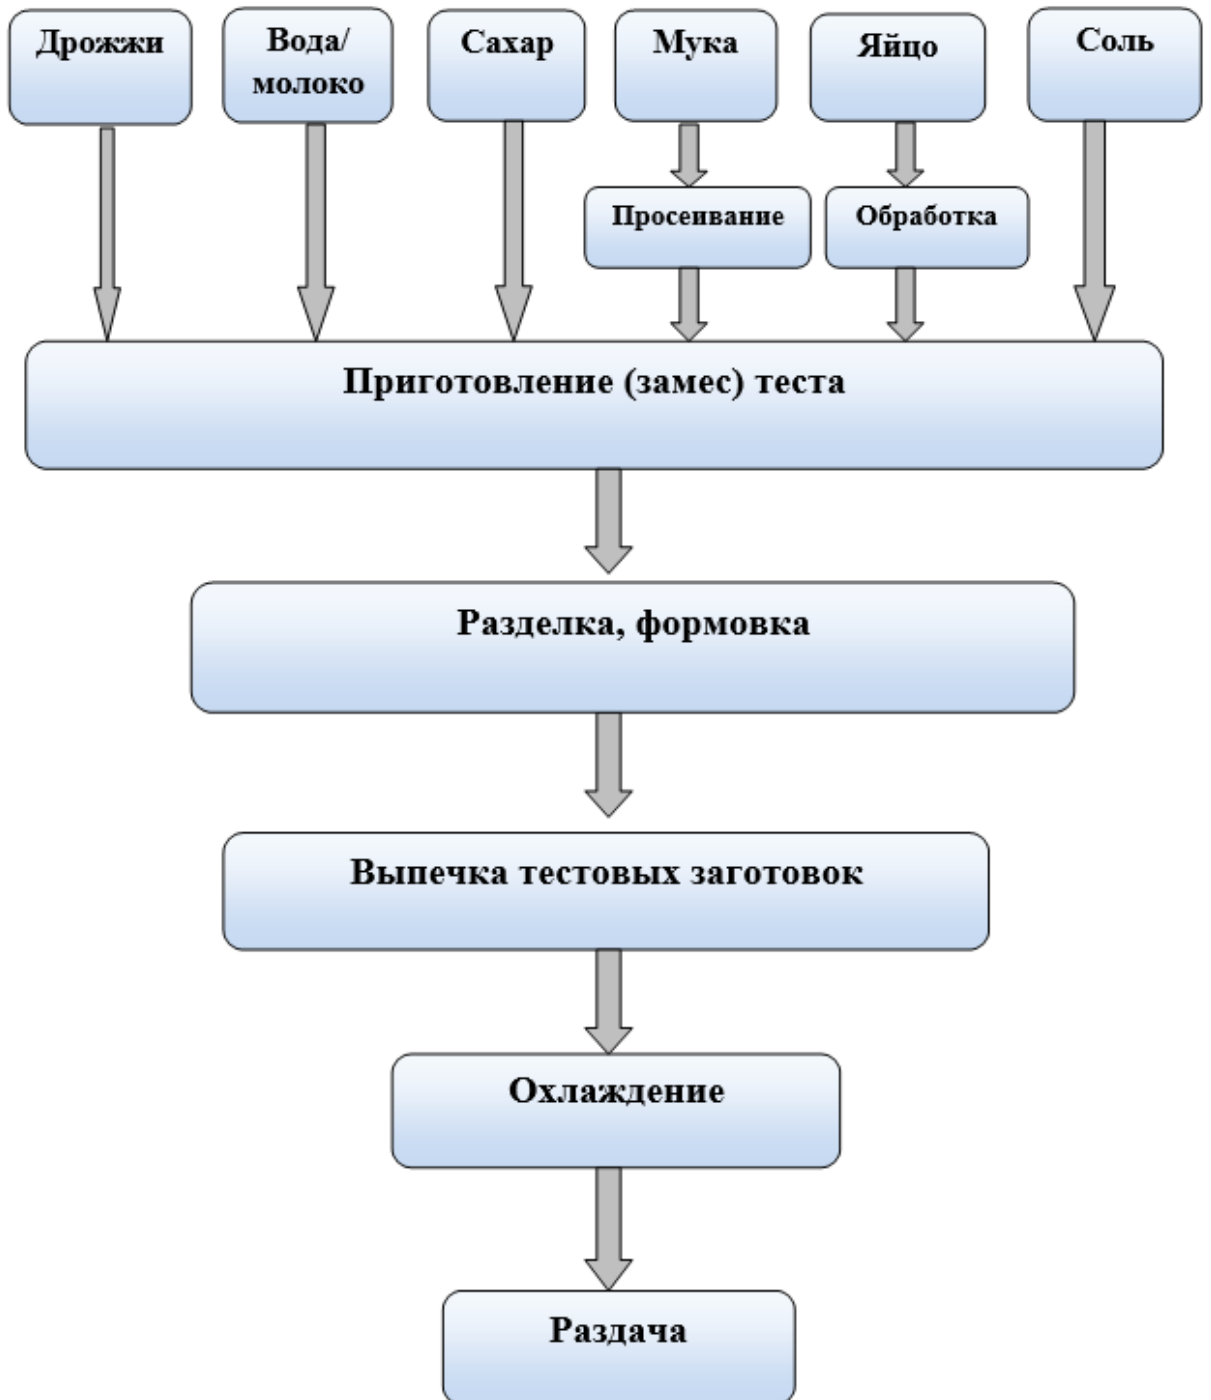 Дрожжи
Вода/
молоко
Сахар
Мука
Яйцо
Соль
Просеивание
Обработка
Приготовление (замес) теста
Разделка, формовка
Выпечка тестовых заготовок
Охлаждение
Раздача